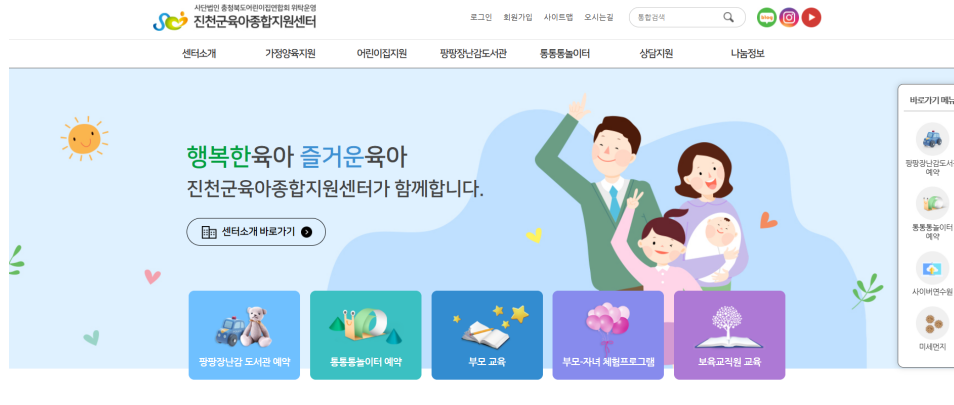 사단법인 충청북도어린이집연합회 위탁운영
진천군육아종합지원센터
로그인 회원가입 사이트맵 오시는길
통합검색
blog
센터소개 가정양육지원 어린이집지원 팡팡장난감도서관 통통통놀이터 상담지원 나눔정보
행복한육아 즐거운육아
진천군육아종합지원센터가 함께합니다.
센터소개 바로가기
팡팡장난감 도서관 예약
통통통놀이터 예약
부모 교육
부모·자녀 체험프로그램
보육교직원 교육
바로가기 메뉴
팡팡장난감도서
예약
통통통놀이터
예약
사이버연수원
미세먼지